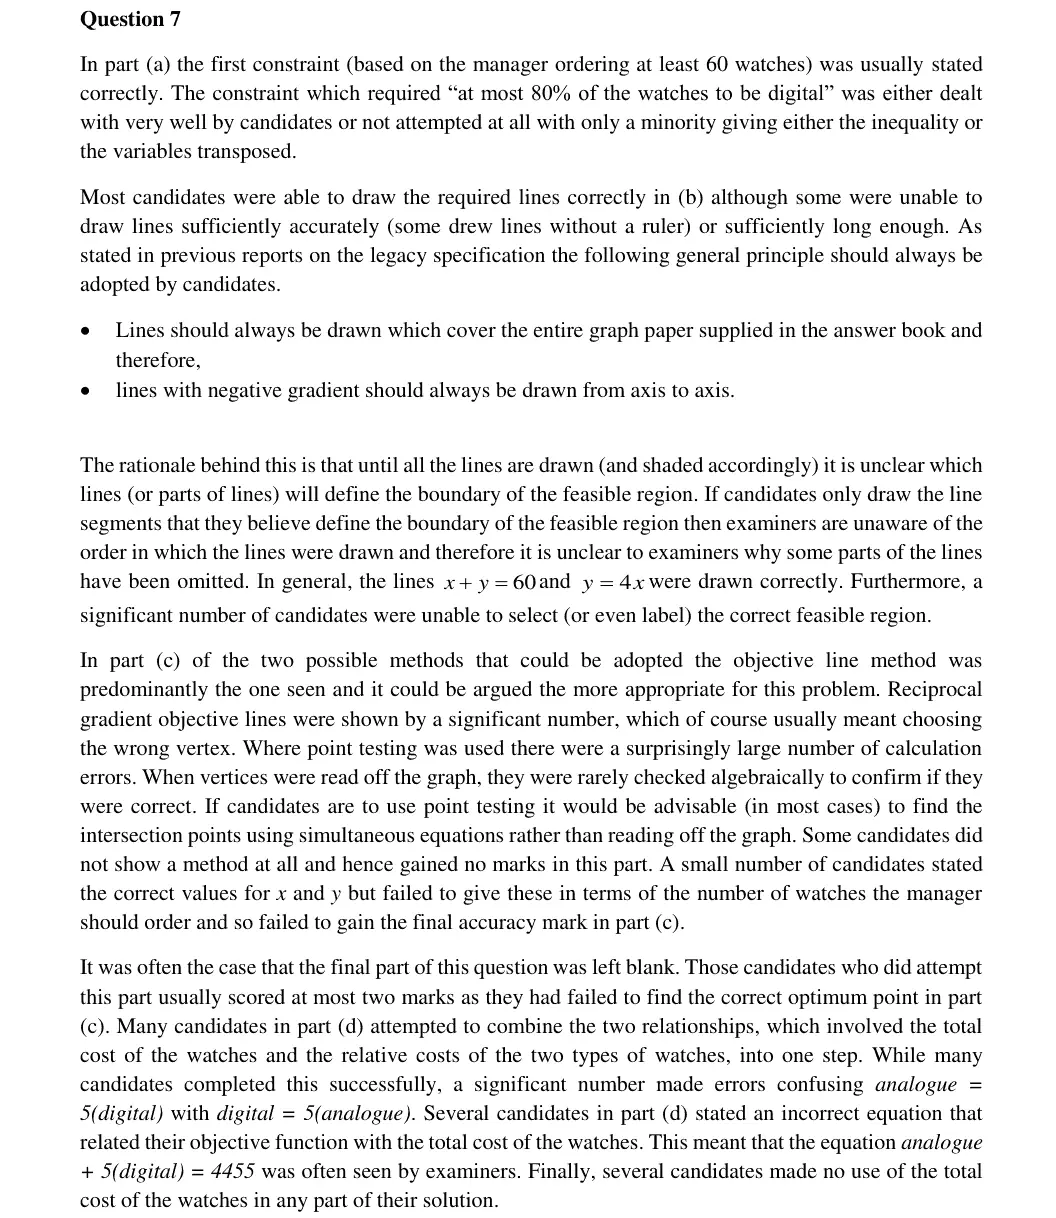 Question 7
In part (a) the first constraint (based on the manager ordering at least 60 watches) was usually stated
correctly. The constraint which required “at most 80% of the watches to be digital” was either dealt
with very well by candidates or not attempted at all with only a minority giving either the inequality or
the variables transposed.
Most candidates were able to draw the required lines correctly in (b) although some were unable to
draw lines sufficiently accurately (some drew lines without a ruler) or sufficiently long enough. As
stated in previous reports on the legacy specification the following general principle should always be
adopted by candidates.
• Lines should always be drawn which cover the entire graph paper supplied in the answer book and
therefore,
• lines with negative gradient should always be drawn from axis to axis.
The rationale behind this is that until all the lines are drawn (and shaded accordingly) it is unclear which
lines (or parts of lines) will define the boundary of the feasible region. If candidates only draw the line
segments that they believe define the boundary of the feasible region then examiners are unaware of the
order in which the lines were drawn and therefore it is unclear to examiners why some parts of the lines
have been omitted. In general, the lines x + y = 60 and y = 4x were drawn correctly. Furthermore, a
significant number of candidates were unable to select (or even label) the correct feasible region.
In part (c) of the two possible methods that could be adopted the objective line method was
predominantly the one seen and it could be argued the more appropriate for this problem. Reciprocal
gradient objective lines were shown by a significant number, which of course usually meant choosing
the wrong vertex. Where point testing was used there were a surprisingly large number of calculation
errors. When vertices were read off the graph, they were rarely checked algebraically to confirm if they
were correct. If candidates are to use point testing it would be advisable (in most cases) to find the
intersection points using simultaneous equations rather than reading off the graph. Some candidates did
not show a method at all and hence gained no marks in this part. A small number of candidates stated
the correct values for x and y but failed to give these in terms of the number of watches the manager
should order and so failed to gain the final accuracy mark in part (c).
It was often the case that the final part of this question was left blank. Those candidates who did attempt
this part usually scored at most two marks as they had failed to find the correct optimum point in part
(c). Many candidates in part (d) attempted to combine the two relationships, which involved the total
cost of the watches and the relative costs of the two types of watches, into one step. While many
candidates completed this successfully, a significant number made errors confusing analogue =
5(digital) with digital = 5(analogue). Several candidates in part (d) stated an incorrect equation that
related their objective function with the total cost of the watches. This meant that the equation analogue
+ 5(digital) = 4455 was often seen by examiners. Finally, several candidates made no use of the total
cost of the watches in any part of their solution.